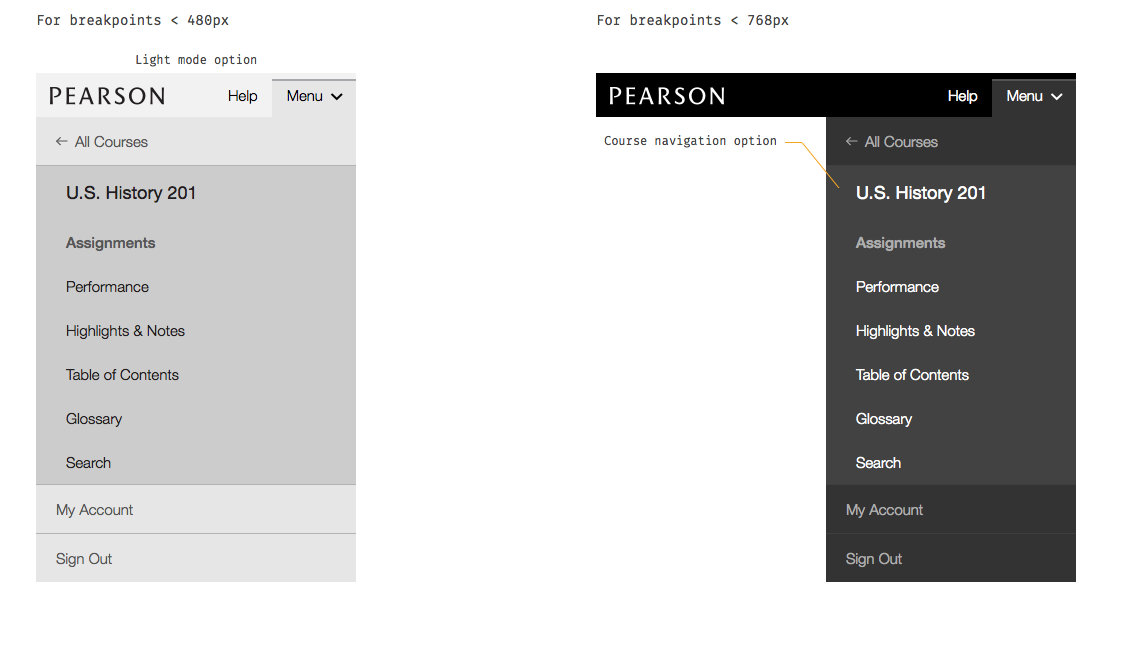 For breakpoints < 480px
Light mode option
PEARSON Help Menu
← All Courses
U.S. History 201
Assignments
Performance
Highlights & Notes
Table of Contents
Glossary
Search
My Account
Sign Out
For breakpoints < 768px
PEARSON Help Menu
Course navigation option
← All Courses
U.S. History 201
Assignments
Performance
Highlights & Notes
Table of Contents
Glossary
Search
My Account
Sign Out